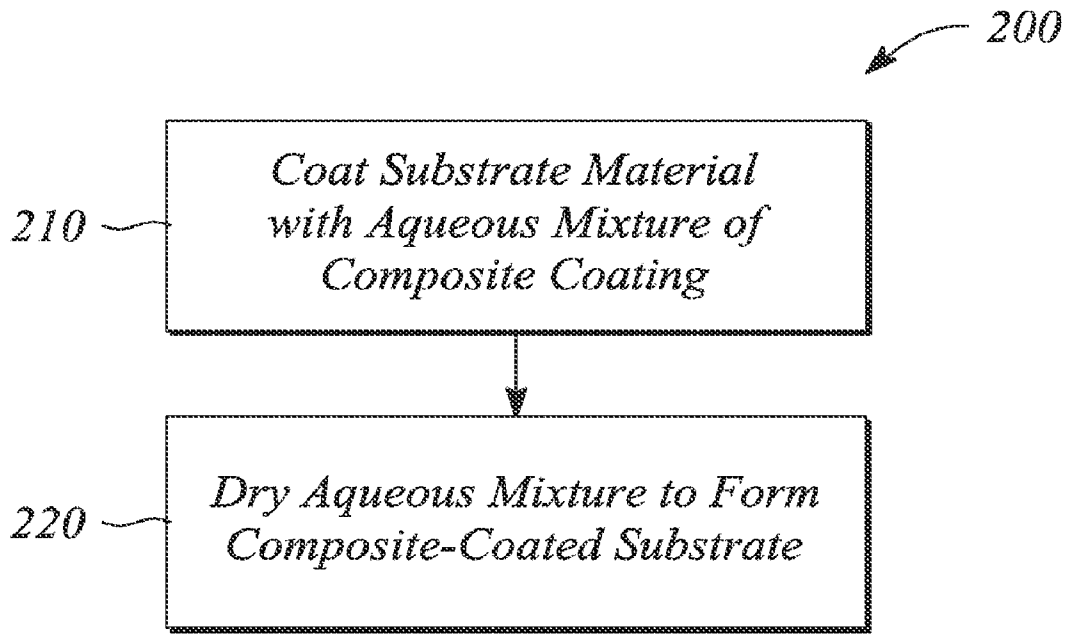 200
Coat Substrate Material
210
with Aqueous Mixture of
Composite Coating
Dry Aqueous Mixture to Form
220
Composite-Coated Substrate